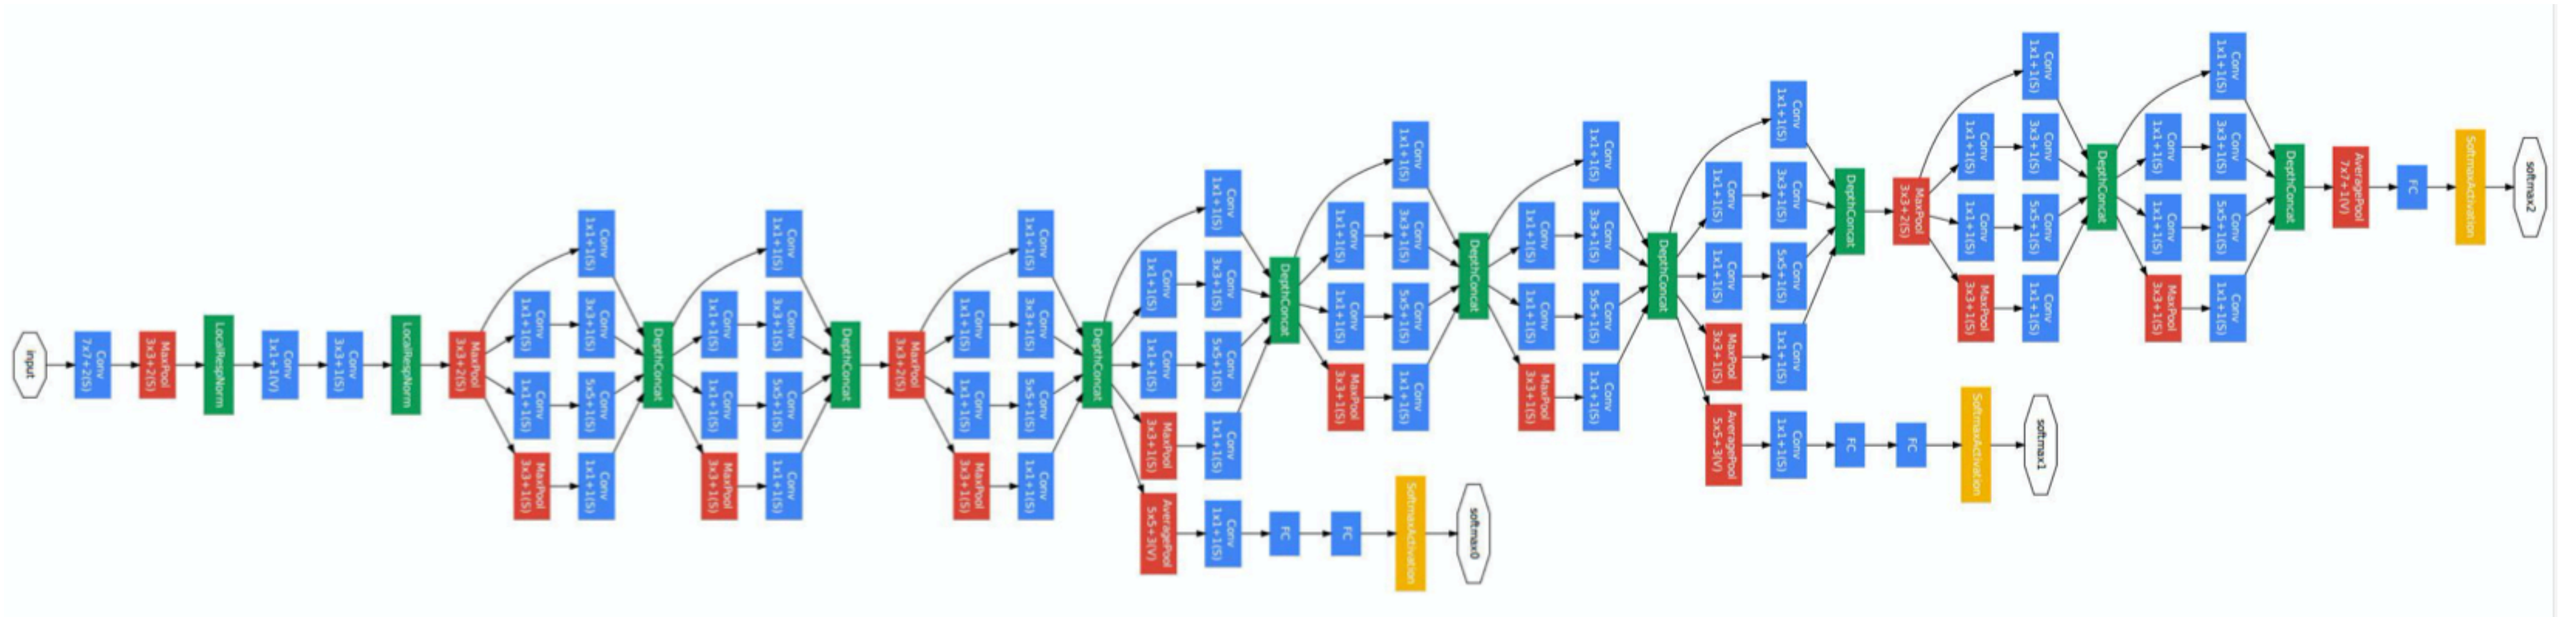 input
Conv
7x7+2(S)
MaxPool
3x3+2(S)
LocalRespNorm
Conv
1x1+1(V)
Conv
3x3+1(S)
LocalRespNorm
MaxPool
3x3+2(S)
Conv
1x1+1(S)
Conv
1x1+1(S)
Conv
3x3+1(S)
Conv
1x1+1(S)
Conv
5x5+1(S)
MaxPool
3x3+1(S)
Conv
1x1+1(S)
DepthConcat
Conv
1x1+1(S)
Conv
1x1+1(S)
Conv
3x3+1(S)
Conv
1x1+1(S)
Conv
5x5+1(S)
MaxPool
3x3+1(S)
Conv
1x1+1(S)
DepthConcat
MaxPool
3x3+2(S)
Conv
1x1+1(S)
Conv
1x1+1(S)
Conv
3x3+1(S)
Conv
1x1+1(S)
Conv
5x5+1(S)
MaxPool
3x3+1(S)
Conv
1x1+1(S)
DepthConcat
Conv
1x1+1(S)
Conv
1x1+1(S)
Conv
3x3+1(S)
Conv
1x1+1(S)
Conv
5x5+1(S)
MaxPool
3x3+1(S)
Conv
1x1+1(S)
AveragePool
5x5+3(V)
Conv
1x1+1(S)
FC
FC
SoftmaxActivation
softmax0
DepthConcat
Conv
1x1+1(S)
Conv
1x1+1(S)
Conv
3x3+1(S)
Conv
1x1+1(S)
Conv
5x5+1(S)
MaxPool
3x3+1(S)
Conv
1x1+1(S)
DepthConcat
Conv
1x1+1(S)
Conv
1x1+1(S)
Conv
3x3+1(S)
Conv
1x1+1(S)
Conv
5x5+1(S)
MaxPool
3x3+1(S)
Conv
1x1+1(S)
DepthConcat
Conv
1x1+1(S)
Conv
1x1+1(S)
Conv
3x3+1(S)
Conv
1x1+1(S)
Conv
5x5+1(S)
MaxPool
3x3+1(S)
Conv
1x1+1(S)
AveragePool
5x5+3(V)
Conv
1x1+1(S)
FC
FC
SoftmaxActivation
softmax1
DepthConcat
MaxPool
3x3+2(S)
Conv
1x1+1(S)
Conv
1x1+1(S)
Conv
3x3+1(S)
Conv
1x1+1(S)
Conv
5x5+1(S)
MaxPool
3x3+1(S)
Conv
1x1+1(S)
DepthConcat
Conv
1x1+1(S)
Conv
1x1+1(S)
Conv
3x3+1(S)
Conv
1x1+1(S)
Conv
5x5+1(S)
MaxPool
3x3+1(S)
Conv
1x1+1(S)
DepthConcat
AveragePool
7x7+1(V)
FC
SoftmaxActivation
softmax2